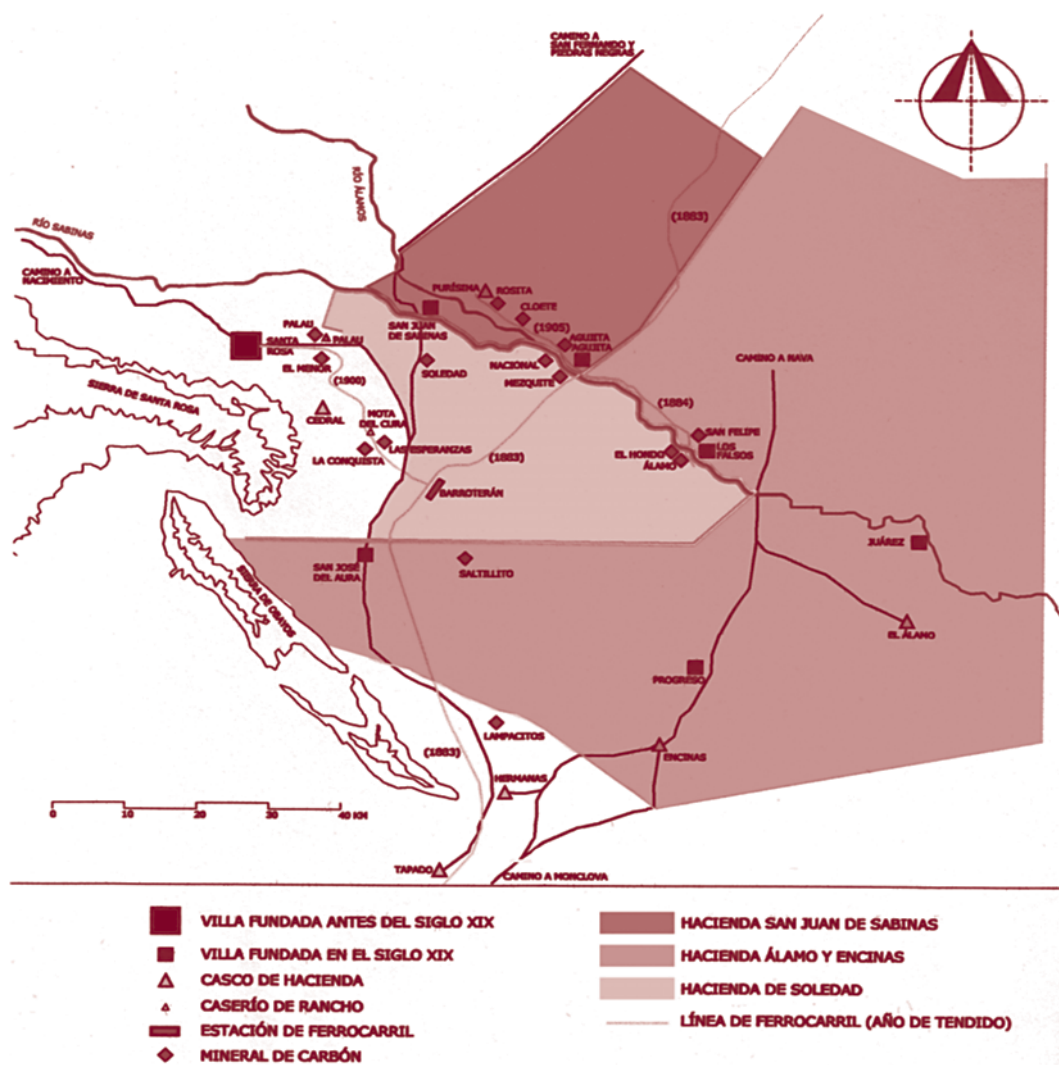 CAMINO A
SAN FERNANDO Y
PIEDRAS NEGRAS
RÍO ÁLAMOS
RÍO SABINAS
(1883)
CAMINO A
NACIMIENTO
PURÍSIMA
ROSITA
CLOETE
PALAU
PALAU
SAN JUAN
DE SABINAS
(1905)
AGUJITA
AGUJITA
SANTA
ROSA
EL MENOR
SOLEDAD
NACIONAL
MEZQUITE
CAMINO A NAVA
(1900)
SIERRA DE SANTA ROSA
CEDRAL
MOTA
DEL CURA
(1884)
SAN FELIPE
LAS ESPERANZAS
LA CONQUISTA
(1883)
EL HONDO
LOS
FALSOS
ÁLAMO
BARROTERÁN
JUÁREZ
SAN JOSÉ
DEL AURA
SALTILLITO
SIERRA DE OBAYOS
EL ÁLAMO
PROGRESO
LAMPACITOS
(1883)
ENCINAS
HERMANAS
0 10 20 30 40 KM
TAPADO
CAMINO A MONCLOVA
VILLA FUNDADA ANTES DEL SIGLO XIX
VILLA FUNDADA EN EL SIGLO XIX
CASCO DE HACIENDA
CASERÍO DE RANCHO
ESTACIÓN DE FERROCARRIL
MINERAL DE CARBÓN
HACIENDA SAN JUAN DE SABINAS
HACIENDA ÁLAMO Y ENCINAS
HACIENDA DE SOLEDAD
LÍNEA DE FERROCARRIL (AÑO DE TENDIDO)